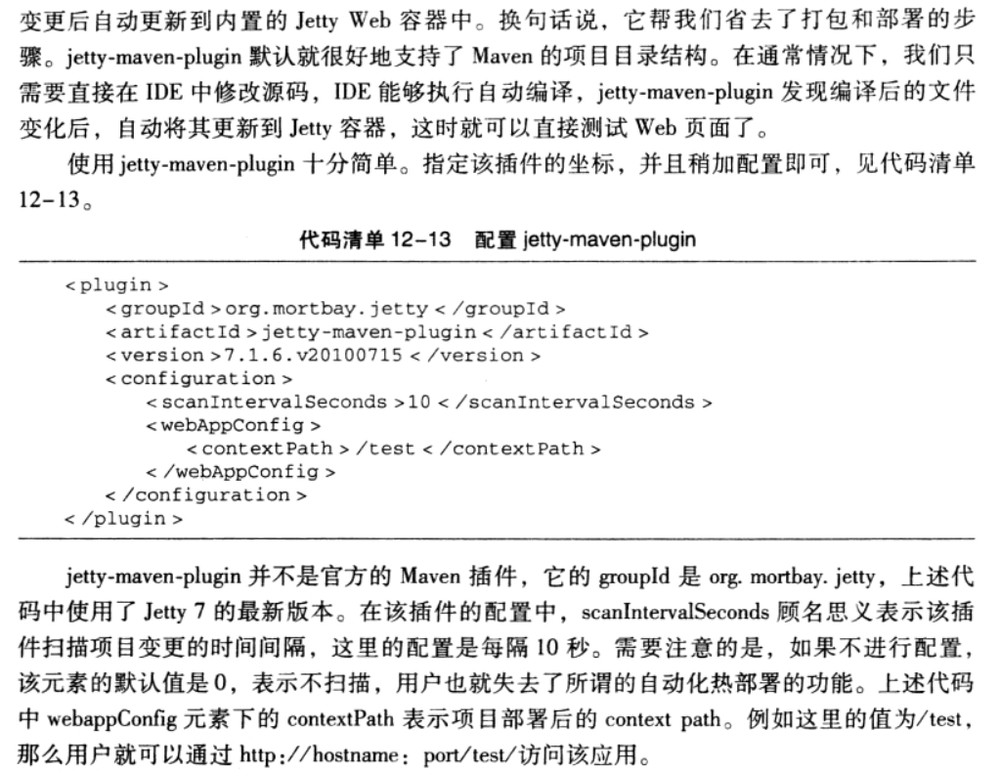 变更后自动更新到内置的 Jetty Web 容器中。换句话说，它帮我们省去了打包和部署的步
骤。jetty-maven-plugin 默认就很好地支持了 Maven 的项目目录结构。在通常情况下，我们只
需要直接在 IDE 中修改源码，IDE 能够执行自动编译，jetty-maven-plugin 发现编译后的文件
变化后，自动将其更新到 Jetty 容器，这时就可以直接测试 Web 页面了。
使用 jetty-maven-plugin 十分简单。指定该插件的坐标，并且稍加配置即可，见代码清单
12-13。
代码清单 12-13 配置 jetty-maven-plugin
<plugin>
<groupId>org.mortbay.jetty</groupId>
<artifactId>jetty-maven-plugin</artifactId>
<version>7.1.6.v20100715</version>
<configuration>
<scanIntervalSeconds>10</scanIntervalSeconds>
<webAppConfig>
<contextPath>/test</contextPath>
</webAppConfig>
</configuration>
</plugin>
jetty-maven-plugin 并不是官方的 Maven 插件，它的 groupId 是 org. mortbay. jetty，上述代
码中使用了 Jetty 7 的最新版本。在该插件的配置中，scanIntervalSeconds 顾名思义表示该插
件扫描项目变更的时间间隔，这里的配置是每隔 10 秒。需要注意的是，如果不进行配置，
该元素的默认值是 0，表示不扫描，用户也就失去了所谓的自动化热部署的功能。上述代码
中 webappConfig 元素下的 contextPath 表示项目部署后的 context path。例如这里的值为/test，
那么用户就可以通过 http://hostname：port/test/访问该应用。